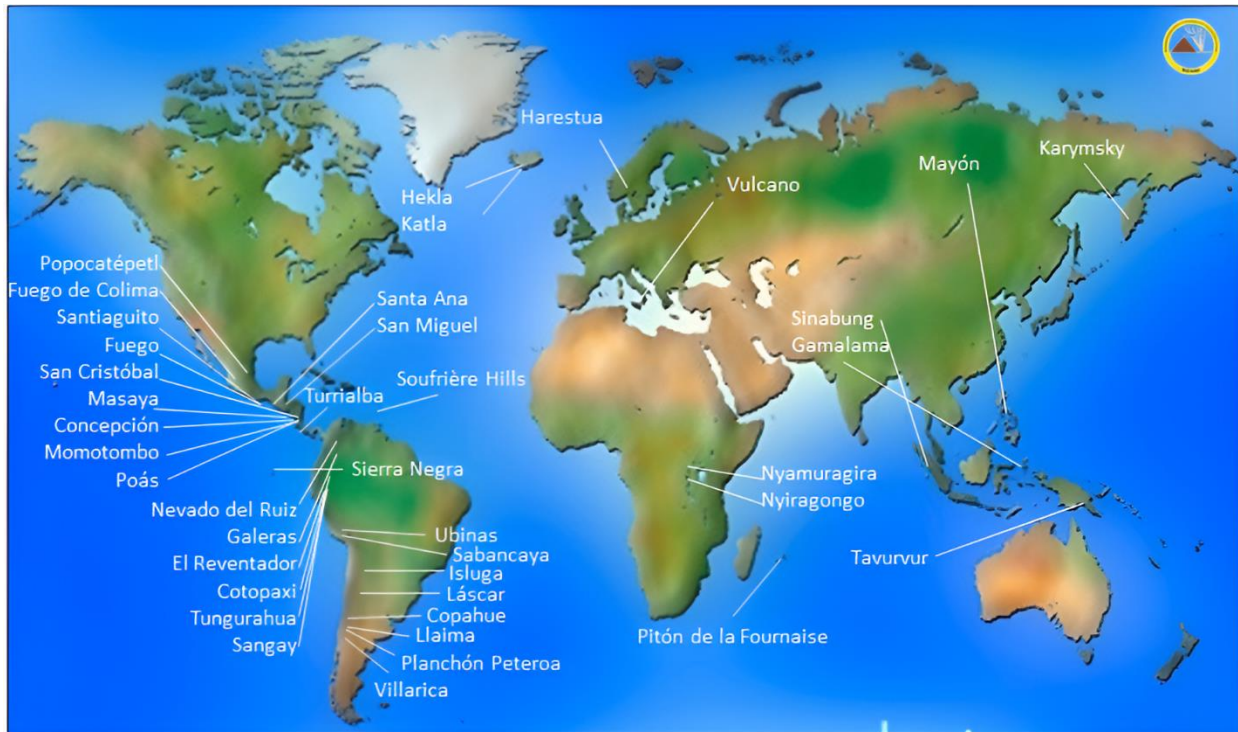 Harestua
Hekla
Katla
Vulcano
Mayón
Karymsky
Popocatépetl
Fuego de Colima
Santiaguito
Fuego
San Cristóbal
Masaya
Concepción
Momotombo
Poás
Santa Ana
San Miguel
Soufrière Hills
Turrialba
Sierra Negra
Nevado del Ruiz
Galeras
El Reventador
Cotopaxi
Tungurahua
Sangay
Ubinas
Sabancaya
Isluga
Láscar
Copahue
Llaima
Planchón Peteroa
Villarica
Sinabung
Gamalama
Nyamuragira
Nyiragongo
Tavurvur
Pitón de la Fournaise